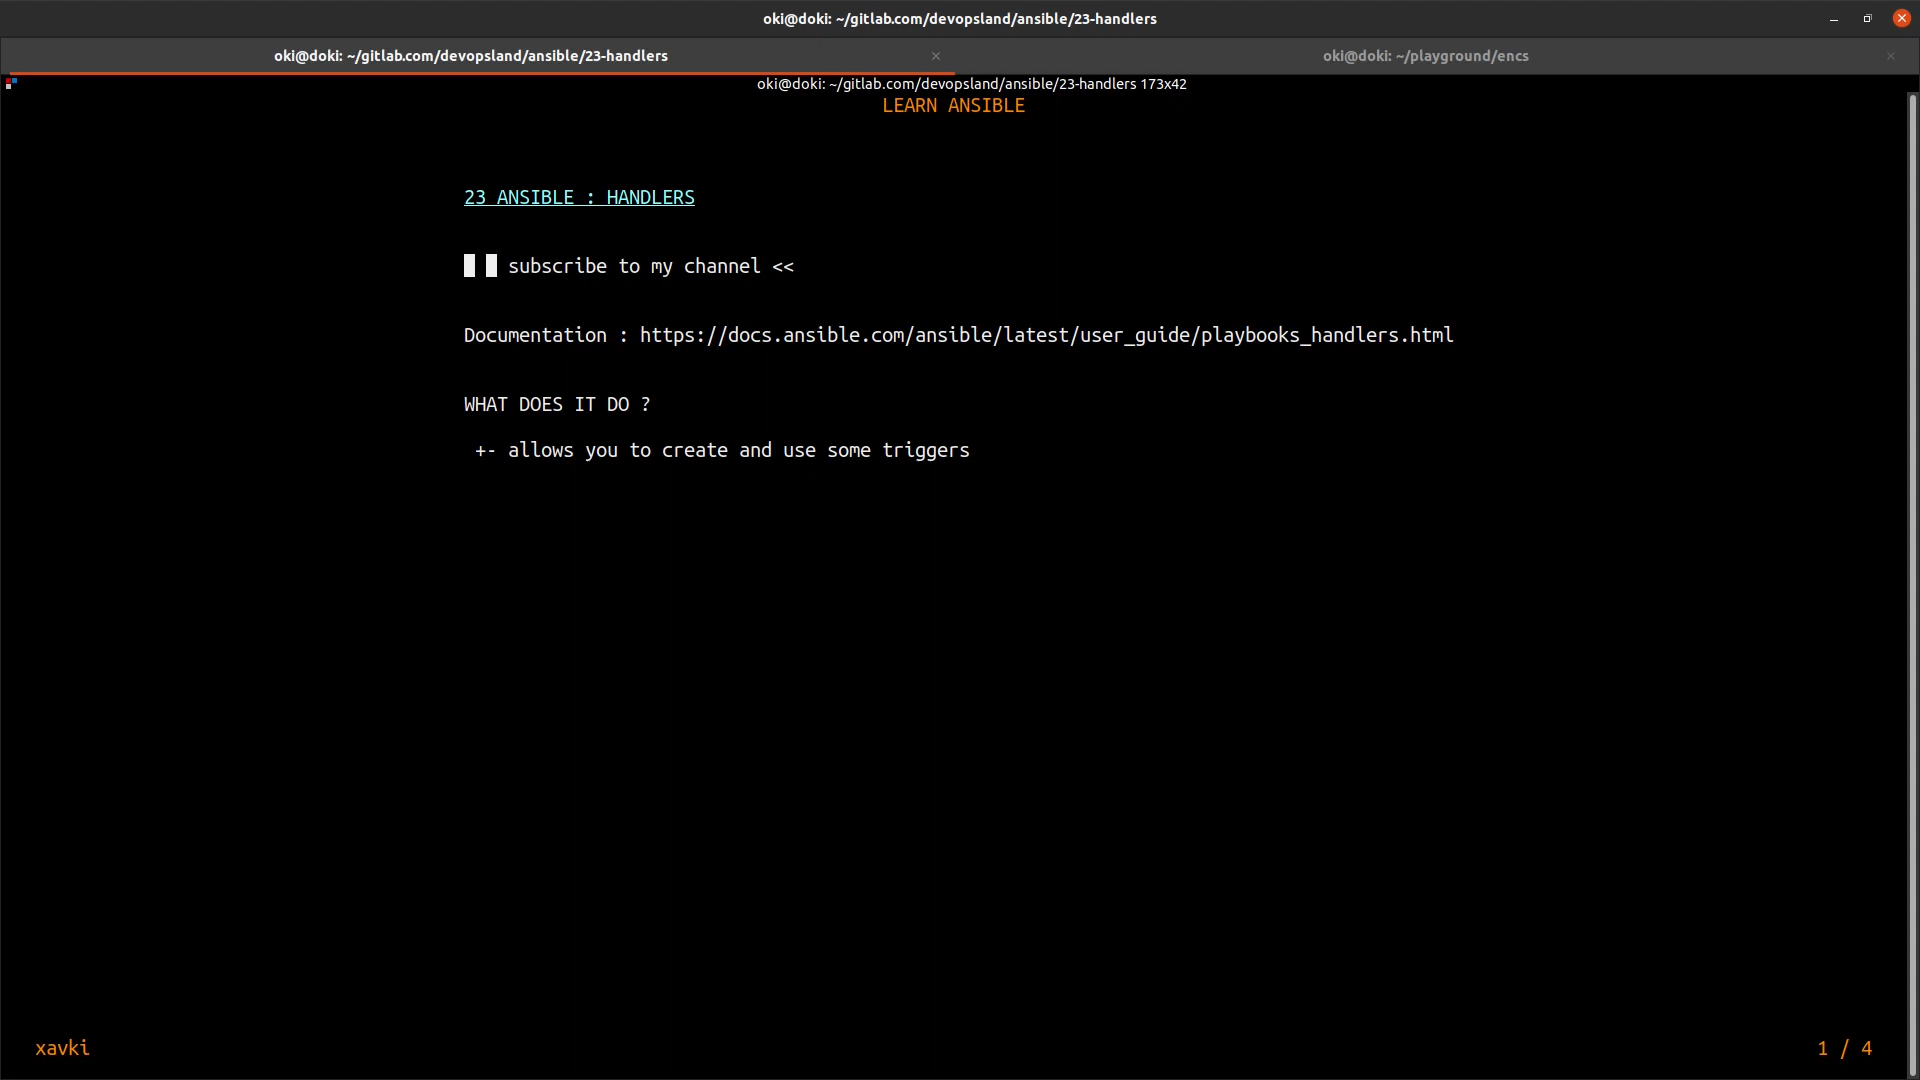 oki@doki: ~/gitlab.com/devopsland/ansible/23-handlers
oki@doki: ~/gitlab.com/devopsland/ansible/23-handlers
oki@doki: ~/playground/encs
oki@doki: ~/gitlab.com/devopsland/ansible/23-handlers 173x42
LEARN ANSIBLE
23 ANSIBLE : HANDLERS
subscribe to my channel <<
Documentation : https://docs.ansible.com/ansible/latest/user_guide/playbooks_handlers.html
WHAT DOES IT DO ?
+- allows you to create and use some triggers
xavki
1 / 4